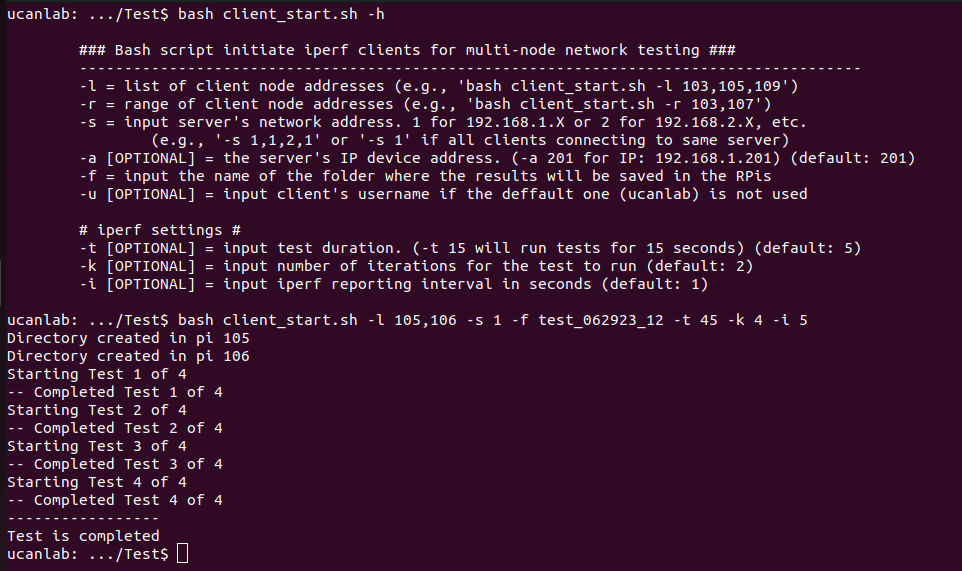 ucanlab: .../Test$ bash client_start.sh -h
### Bash script initiate iperf clients for multi-node network testing ###
---------------------------------------------------------------------------------------
-l = list of client node addresses (e.g., 'bash client_start.sh -l 103,105,109')
-r = range of client node addresses (e.g., 'bash client_start.sh -r 103,107')
-s = input server's network address. 1 for 192.168.1.X or 2 for 192.168.2.X, etc.
(e.g., '-s 1,1,2,1' or '-s 1' if all clients connecting to same server)
-a [OPTIONAL] = the server's IP device address. (-a 201 for IP: 192.168.1.201) (default: 201)
-f = input the name of the folder where the results will be saved in the RPis
-u [OPTIONAL] = input client's username if the deffault one (ucanlab) is not used
# iperf settings #
-t [OPTIONAL] = input test duration. (-t 15 will run tests for 15 seconds) (default: 5)
-k [OPTIONAL] = input number of iterations for the test to run (default: 2)
-i [OPTIONAL] = input iperf reporting interval in seconds (default: 1)
ucanlab: .../Test$ bash client_start.sh -l 105,106 -s 1 -f test_062923_12 -t 45 -k 4 -i 5
Directory created in pi 105
Directory created in pi 106
Starting Test 1 of 4
-- Completed Test 1 of 4
Starting Test 2 of 4
-- Completed Test 2 of 4
Starting Test 3 of 4
-- Completed Test 3 of 4
Starting Test 4 of 4
-- Completed Test 4 of 4
-----------------
Test is completed
ucanlab: .../Test$